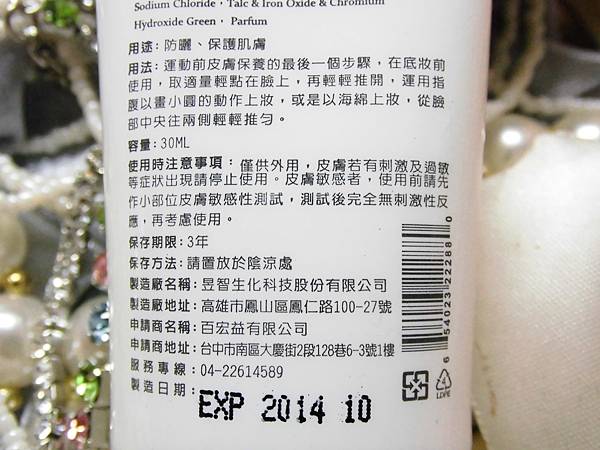 Sodium Chloride, Talc & Iron Oxide & Chromium
Hydroxide Green, Parfum
用途: 防曬、保護肌膚
用法: 運動前皮膚保養的最後一個步驟，在底妝前
使用，取適量輕點在臉上，再輕輕推開，運用指
腹以畫小圓的動作上妝，或是以海綿上妝，從臉
部中央往兩側輕輕推勻。
容量: 30ML
使用時注意事項: 僅供外用，皮膚若有刺激及過敏
等症狀出現請停止使用。皮膚敏感者，使用前請先
作小部位皮膚敏感性測試，測試後完全無刺激性反
應，再考慮使用。
保存期限: 3年
保存方法: 請置放於陰涼處
製造廠名稱: 昱智生化科技股份有限公司
製造廠地址: 高雄市鳳山區鳳仁路100-27號
申請商名稱: 百宏益有限公司
申請商地址: 台中市南區大慶街2段128巷6-3號1樓
服務專線: 04-22614589
製造日期:
EXP 2014 10
6 54023 22288 0
4
LDPE